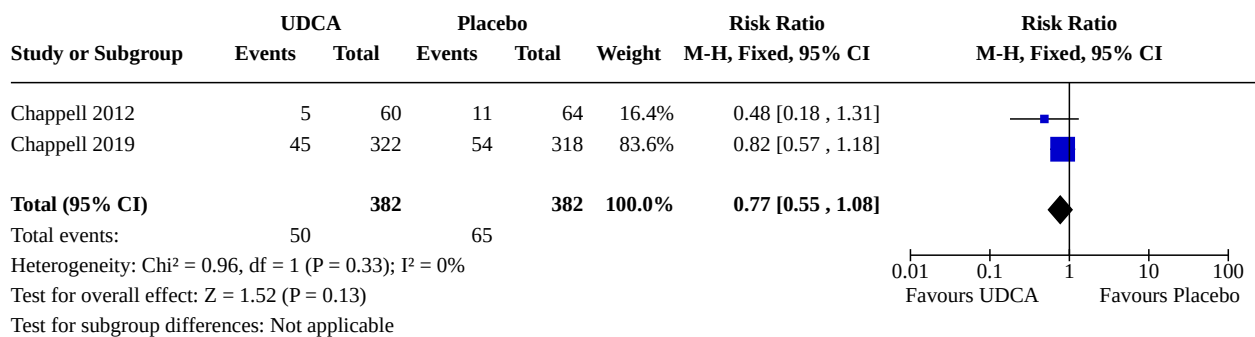 UDCA Placebo Risk Ratio Risk Ratio
Study or Subgroup Events Total Events Total Weight M-H, Fixed, 95% CI M-H, Fixed, 95% CI
Chappell 2012 5 60 11 64 16.4% 0.48 [0.18 , 1.31]
Chappell 2019 45 322 54 318 83.6% 0.82 [0.57 , 1.18]
Total (95% CI) 382 382 100.0% 0.77 [0.55 , 1.08]
Total events: 50 65
Heterogeneity: Chi² = 0.96, df = 1 (P = 0.33); I² = 0%
0.01 0.1 1 10 100
Test for overall effect: Z = 1.52 (P = 0.13) Favours UDCA Favours Placebo
Test for subgroup differences: Not applicable